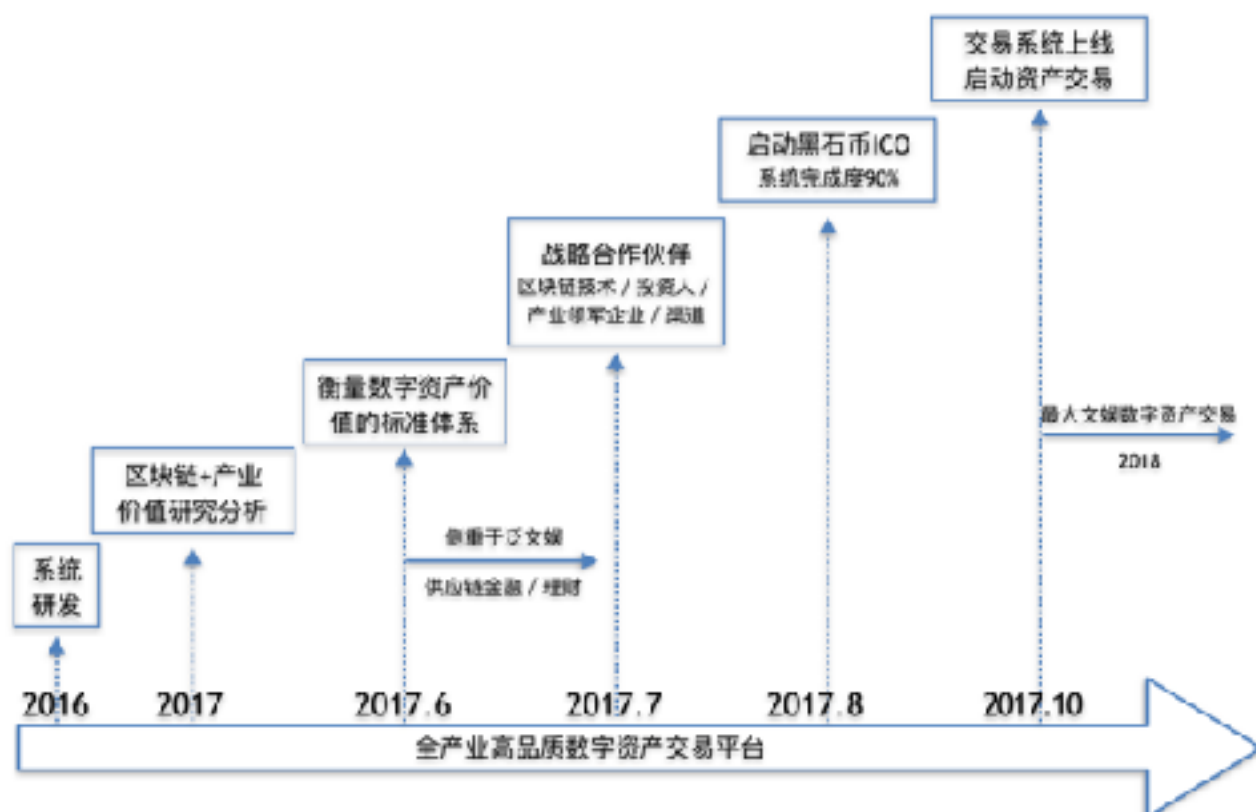 交易系统上线
启动资产交易
启动黑石币ICO
系统完成度90%
战略合作伙伴
区块链技术 / 投资人 /
产业领军企业 / 渠道
衡量数字资产价
值的标准体系
最大文娱数字资产交易
2018
区块链+产业
价值研究分析
侧重于泛文娱
供应链金融 / 理财
系统
研发
2016
2017
2017.6
2017.7
2017.8
2017.10
全产业高品质数字资产交易平台